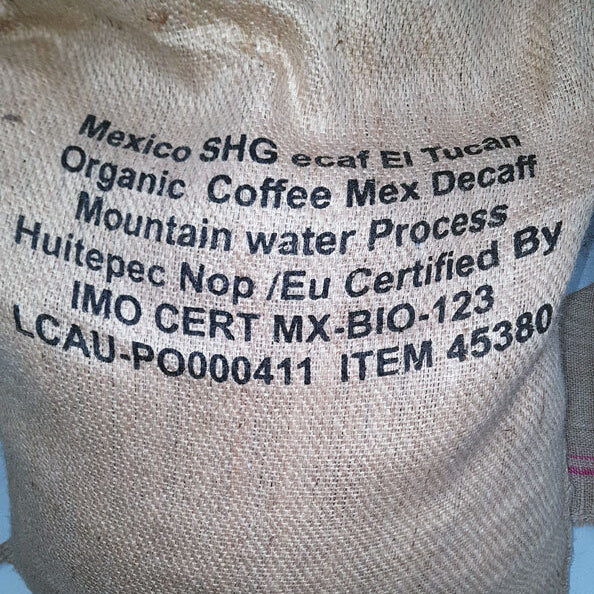 Mexico SHG ecaf El Tucán
Organic Coffee Mex Decaff
Mountain water Process
Huitepec Nop /Eu Certified By
IMO CERT MX-BIO-123
LCAU-PO000411 ITEM 45380